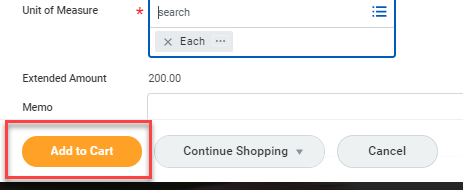 Unit of Measure * search
× Each ···
Extended Amount 200.00
Memo
Add to Cart Continue Shopping Cancel